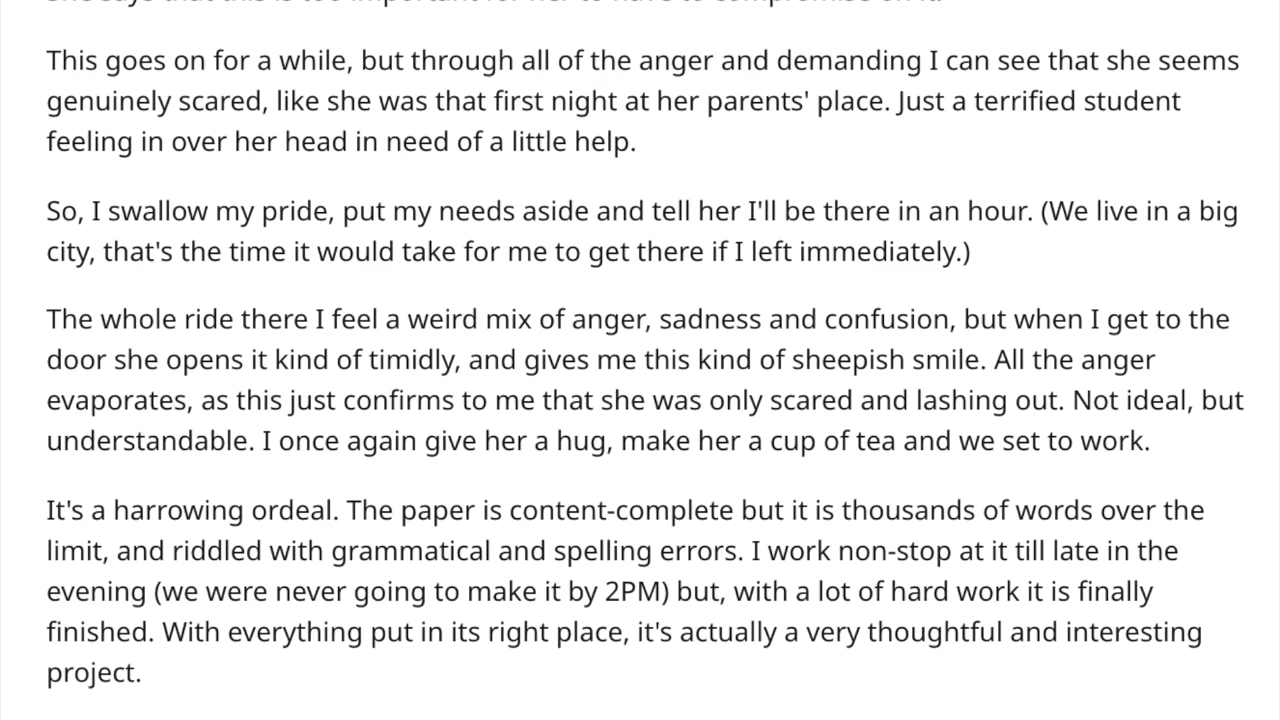 This goes on for a while, but through all of the anger and demanding I can see that she seems
genuinely scared, like she was that first night at her parents' place. Just a terrified student
feeling in over her head in need of a little help.
So, I swallow my pride, put my needs aside and tell her I'll be there in an hour. (We live in a big
city, that's the time it would take for me to get there if I left immediately.)
The whole ride there I feel a weird mix of anger, sadness and confusion, but when I get to the
door she opens it kind of timidly, and gives me this kind of sheepish smile. All the anger
evaporates, as this just confirms to me that she was only scared and lashing out. Not ideal, but
understandable. I once again give her a hug, make her a cup of tea and we set to work.
It's a harrowing ordeal. The paper is content-complete but it is thousands of words over the
limit, and riddled with grammatical and spelling errors. I work non-stop at it till late in the
evening (we were never going to make it by 2PM) but, with a lot of hard work it is finally
finished. With everything put in its right place, it's actually a very thoughtful and interesting
project.